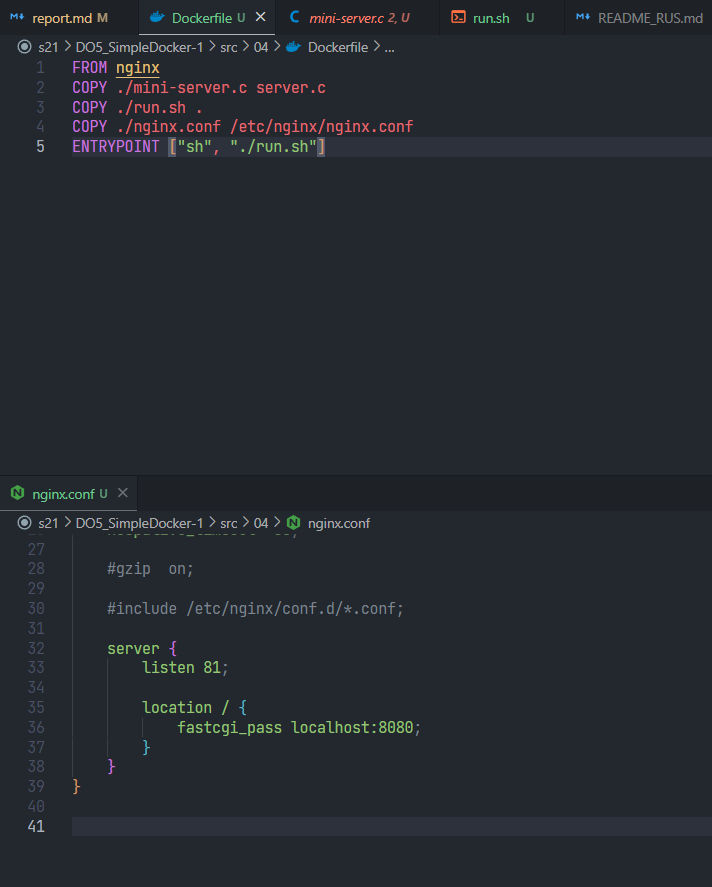 report.md M Dockerfile U mini-server.c 2, U run.sh U README_RUS.md
s21 > DO5_SimpleDocker-1 > src > 04 > Dockerfile > ...
1 FROM nginx
2 COPY ./mini-server.c server.c
3 COPY ./run.sh .
4 COPY ./nginx.conf /etc/nginx/nginx.conf
5 ENTRYPOINT ["sh", "./run.sh"]
nginx.conf U
s21 > DO5_SimpleDocker-1 > src > 04 > nginx.conf
27
28 #gzip  on;
29
30 #include /etc/nginx/conf.d/*.conf;
31
32 server {
33 listen 81;
34
35 location / {
36 fastcgi_pass localhost:8080;
37 }
38 }
39 }
40
41